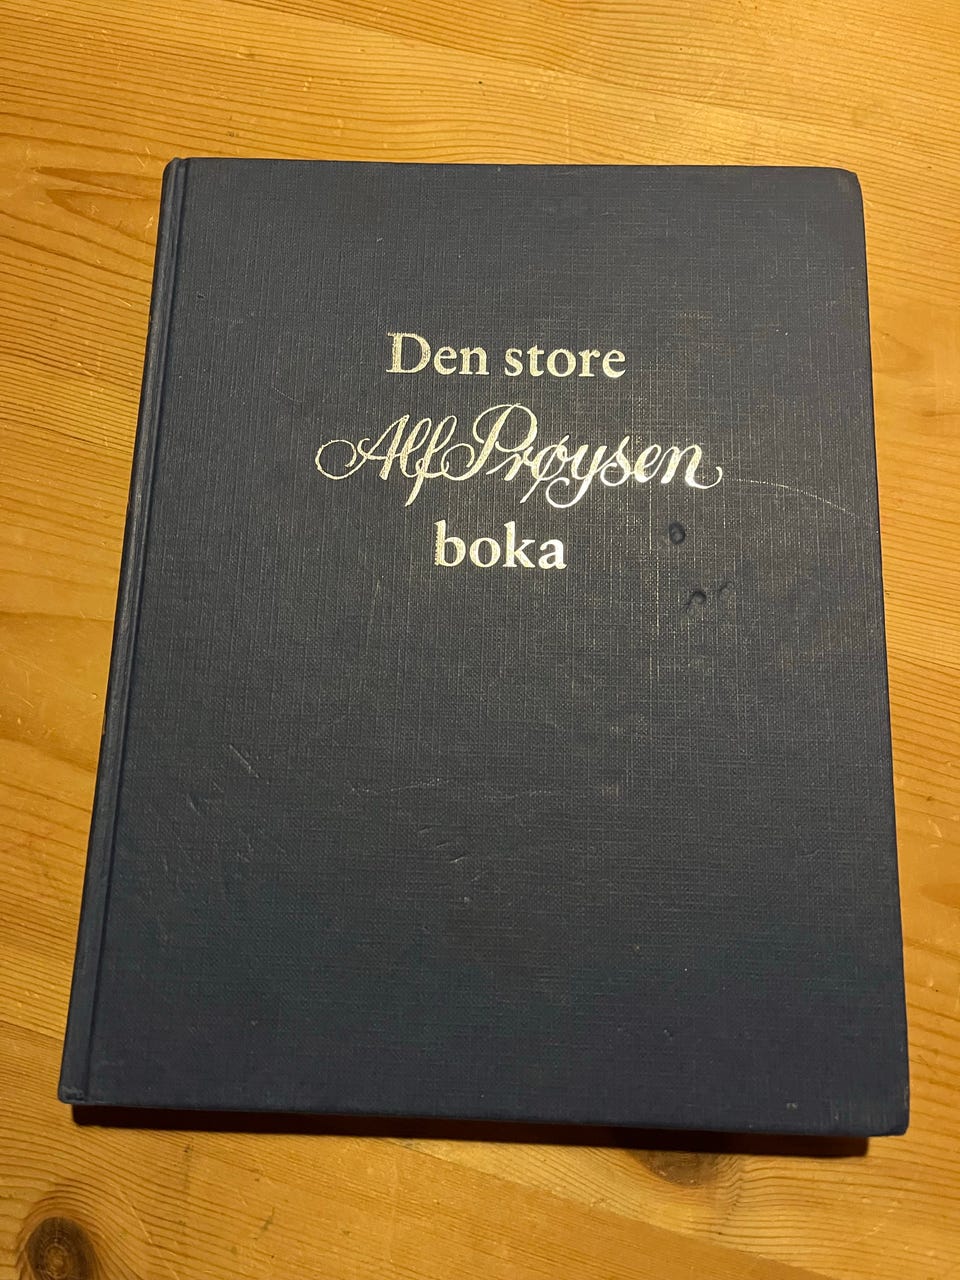 Den store
Alf Prøysen
boka